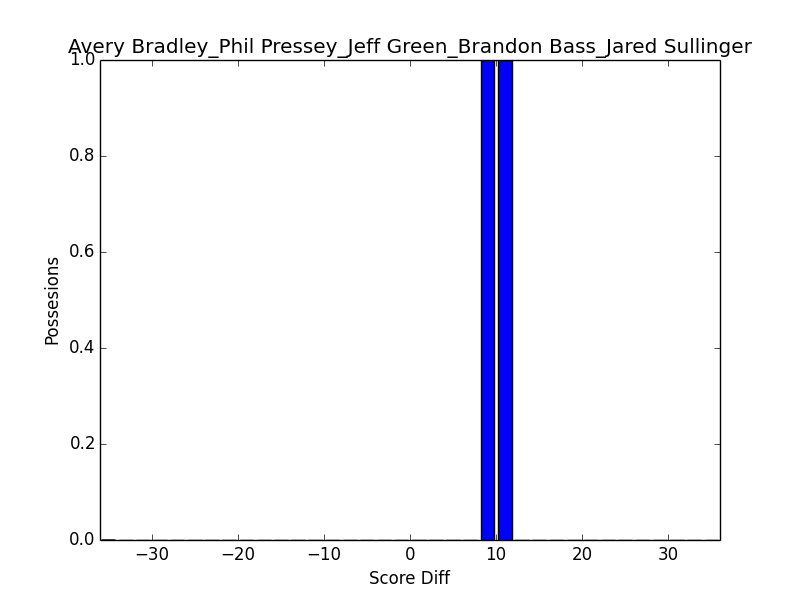 Avery Bradley_Phil Pressey_Jeff Green_Brandon Bass_Jared Sullinger
1.0
0.8
0.6
0.4
0.2
0.0
Possesions
−30 −20 −10 0 10 20 30
Score Diff